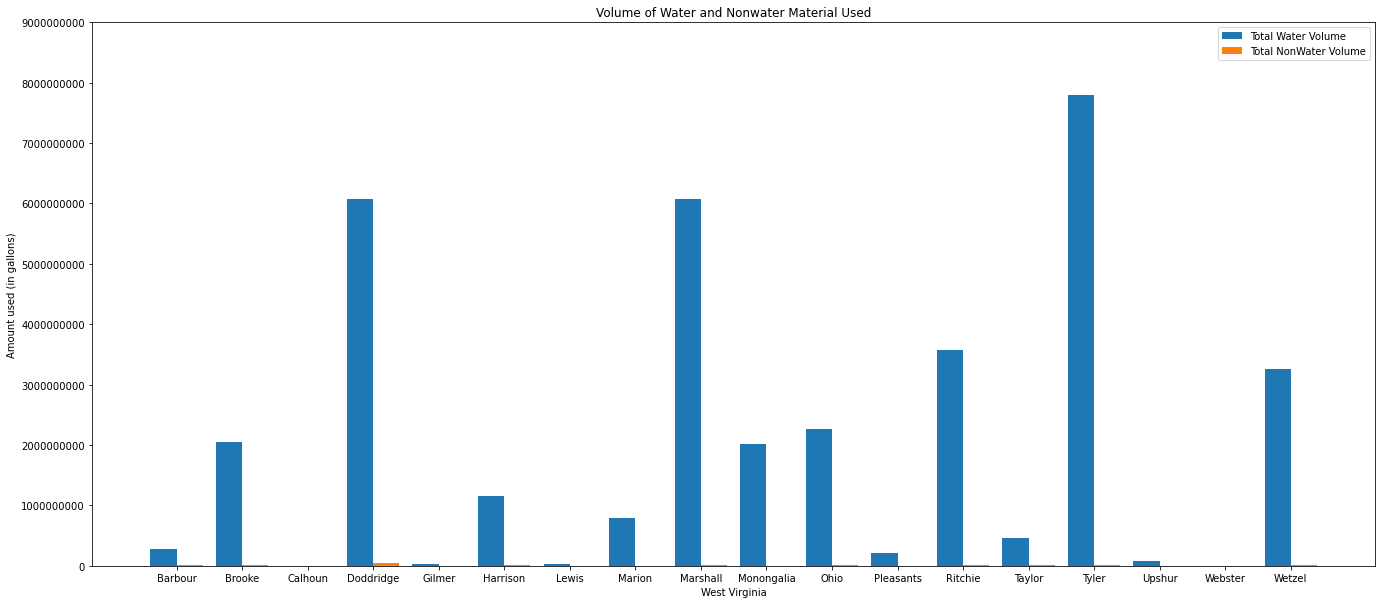 Volume of Water and Nonwater Material Used
Total Water Volume
Total NonWater Volume
Amount used (in gallons)
9000000000
8000000000
7000000000
6000000000
5000000000
4000000000
3000000000
2000000000
1000000000
0
Barbour Brooke Calhoun Doddridge Gilmer Harrison Lewis Marion Marshall Monongalia Ohio Pleasants Ritchie Taylor Tyler Upshur Webster Wetzel
West Virginia